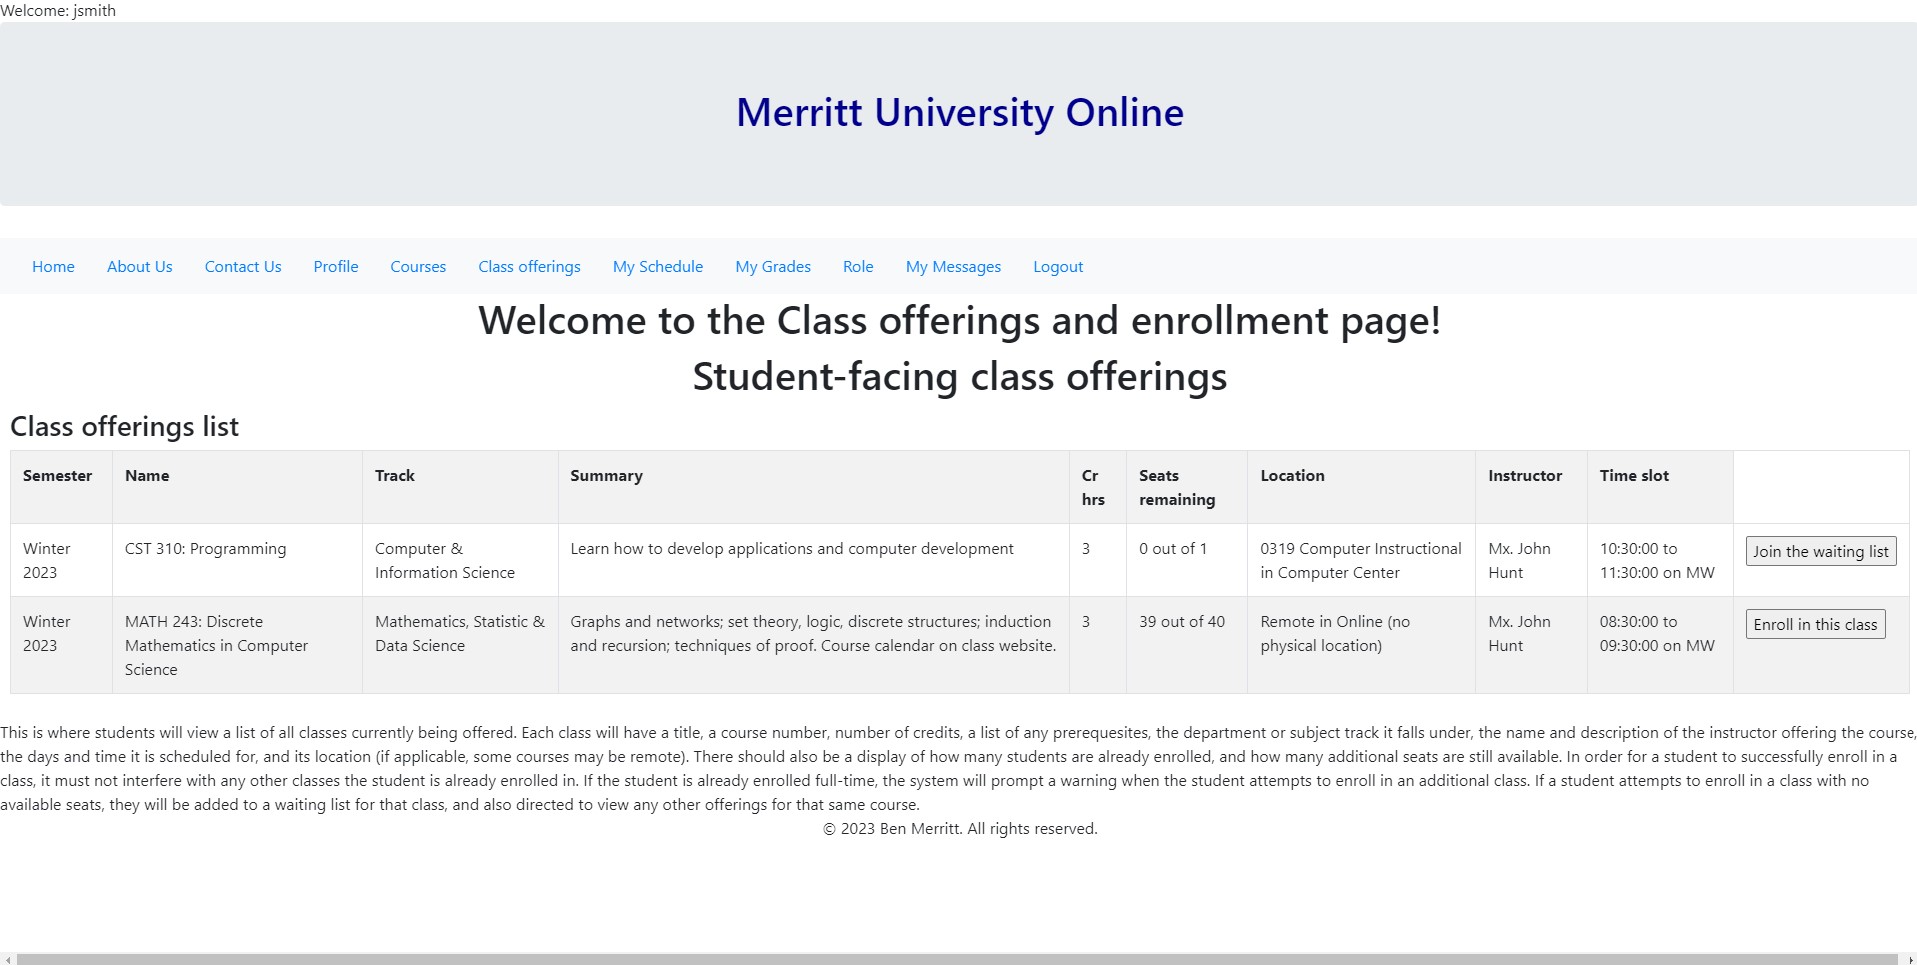 Welcome: jsmith
Merritt University Online
Home About Us Contact Us Profile Courses Class offerings My Schedule My Grades Role My Messages Logout
Welcome to the Class offerings and enrollment page!
Student-facing class offerings
Class offerings list
Semester Name Track Summary Cr hrs Seats remaining Location Instructor Time slot
Winter 2023 CST 310: Programming Computer & Information Science Learn how to develop applications and computer development 3 0 out of 1 0319 Computer Instructional in Computer Center Mx. John Hunt 10:30:00 to 11:30:00 on MW Join the waiting list
Winter 2023 MATH 243: Discrete Mathematics in Computer Science Mathematics, Statistic & Data Science Graphs and networks; set theory, logic, discrete structures; induction and recursion; techniques of proof. Course calendar on class website. 3 39 out of 40 Remote in Online (no physical location) Mx. John Hunt 08:30:00 to 09:30:00 on MW Enroll in this class
This is where students will view a list of all classes currently being offered. Each class will have a title, a course number, number of credits, a list of any prerequesites, the department or subject track it falls under, the name and description of the instructor offering the course,
the days and time it is scheduled for, and its location (if applicable, some courses may be remote). There should also be a display of how many students are already enrolled, and how many additional seats are still available. In order for a student to successfully enroll in a
class, it must not interfere with any other classes the student is already enrolled in. If the student is already enrolled full-time, the system will prompt a warning when the student attempts to enroll in an additional class. If a student attempts to enroll in a class with no
available seats, they will be added to a waiting list for that class, and also directed to view any other offerings for that same course.
© 2023 Ben Merritt. All rights reserved.